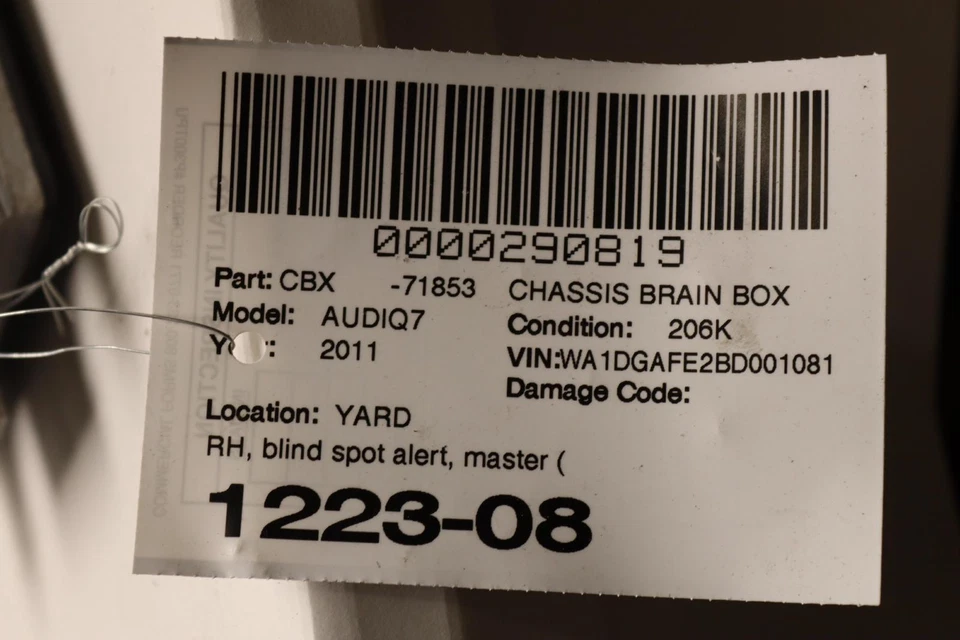 0000290819
Part: CBX -71853 CHASSIS BRAIN BOX
Model: AUDIQ7 Condition: 206K
2011 VIN:WA1DGAFE2BD001081
Damage Code:
Location: YARD
RH, blind spot alert, master (
1223-08